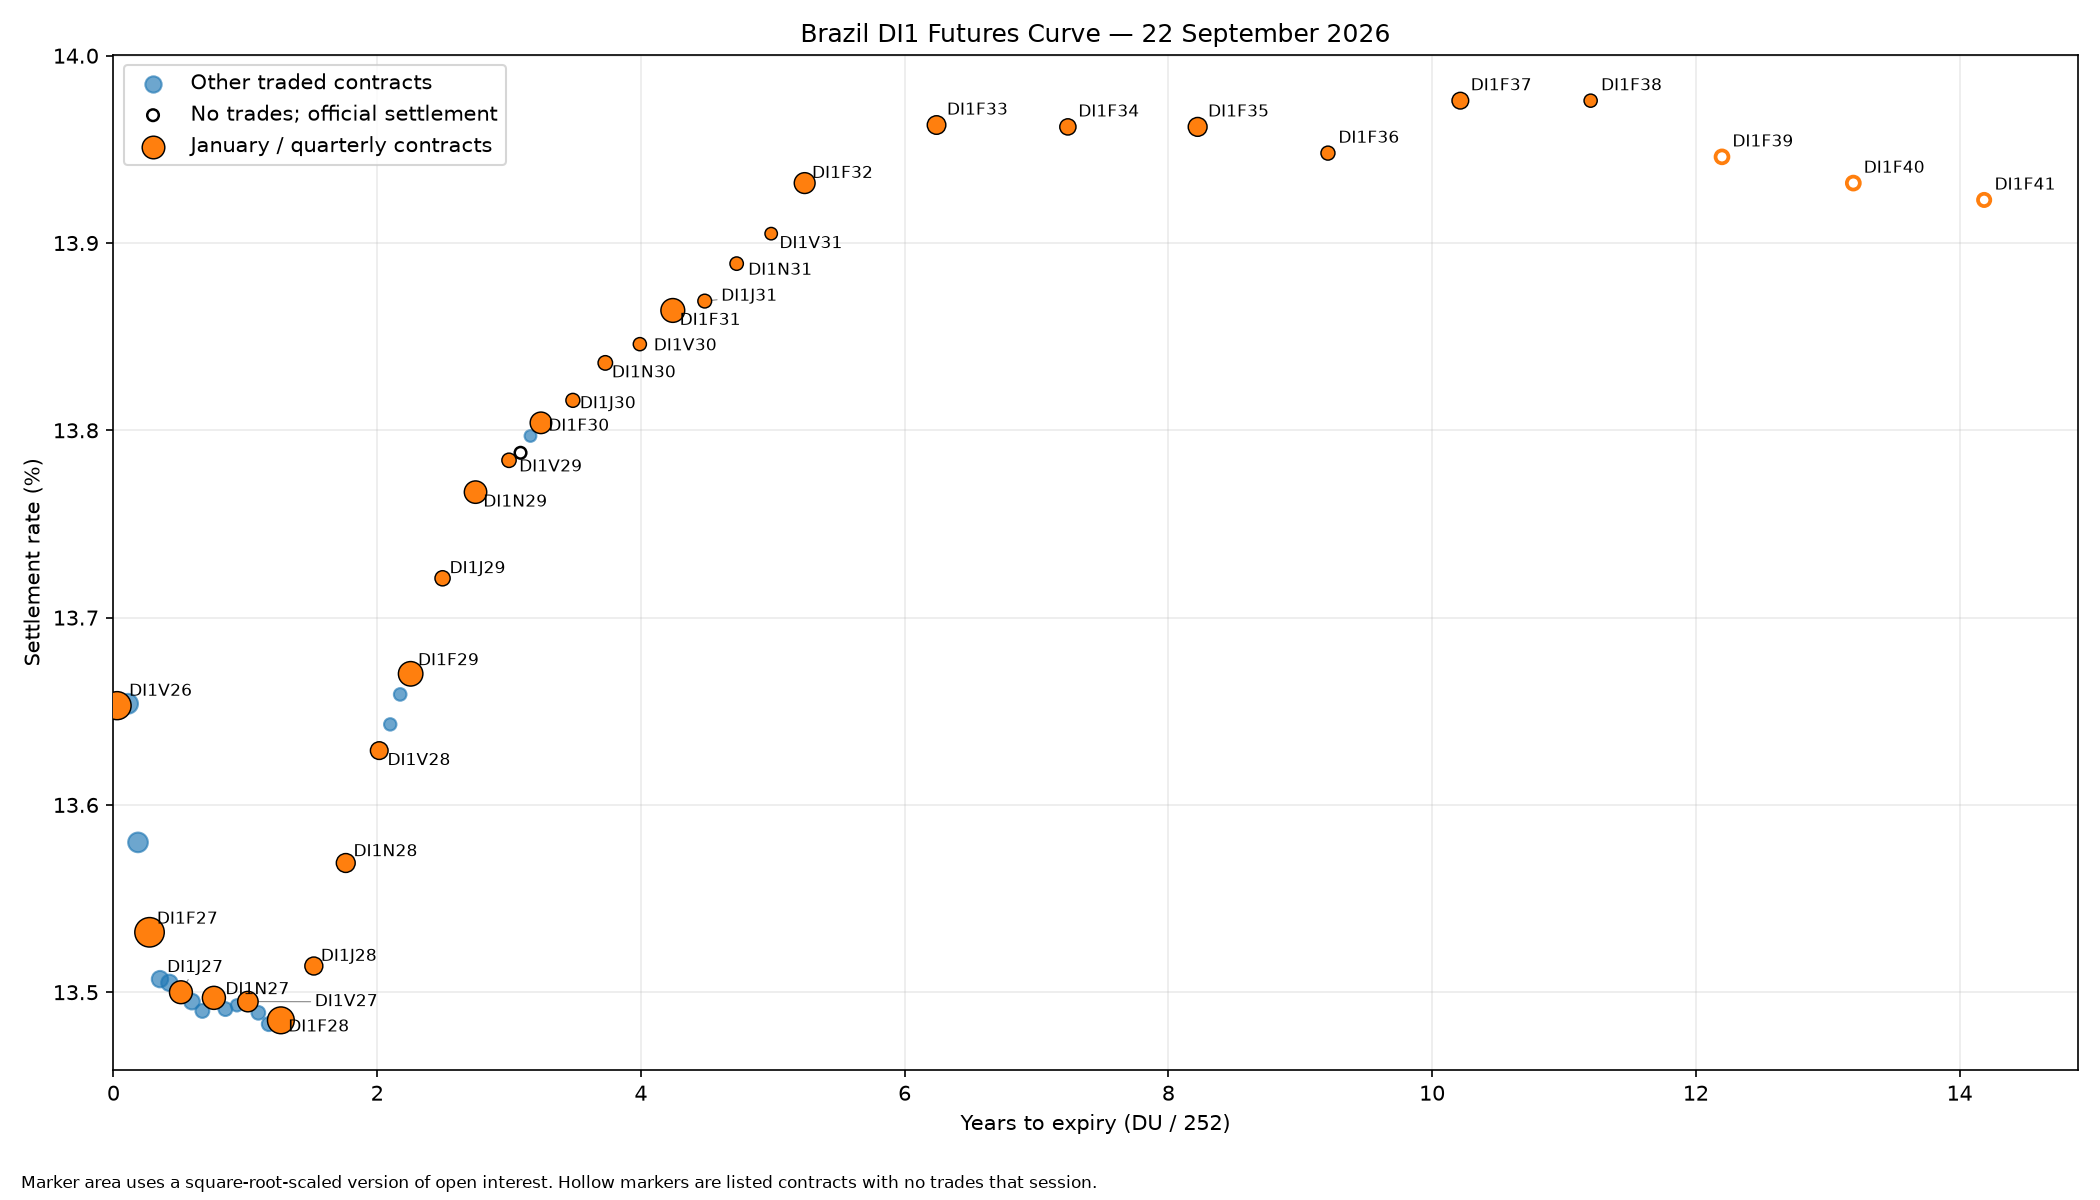 Brazil DI1 Futures Curve — 22 September 2026
14.0
Other traded contracts
No trades; official settlement
January / quarterly contracts
DI1F37
DI1F38
DI1F33
DI1F34
DI1F35
DI1F36
DI1F39
DI1F40
DI1F41
DI1F32
13.9
DI1V31
DI1N31
DI1J31
DI1F31
DI1V30
DI1N30
DI1J30
13.8
DI1F30
DI1V29
DI1N29
DI1J29
13.7
DI1F29
DI1V26
DI1V28
13.6
DI1N28
DI1F27
DI1J28
DI1J27
DI1N27
13.5
DI1V27
DI1F28
Settlement rate (%)
0 2 4 6 8 10 12 14
Years to expiry (DU / 252)
Marker area uses a square-root-scaled version of open interest. Hollow markers are listed contracts with no trades that session.